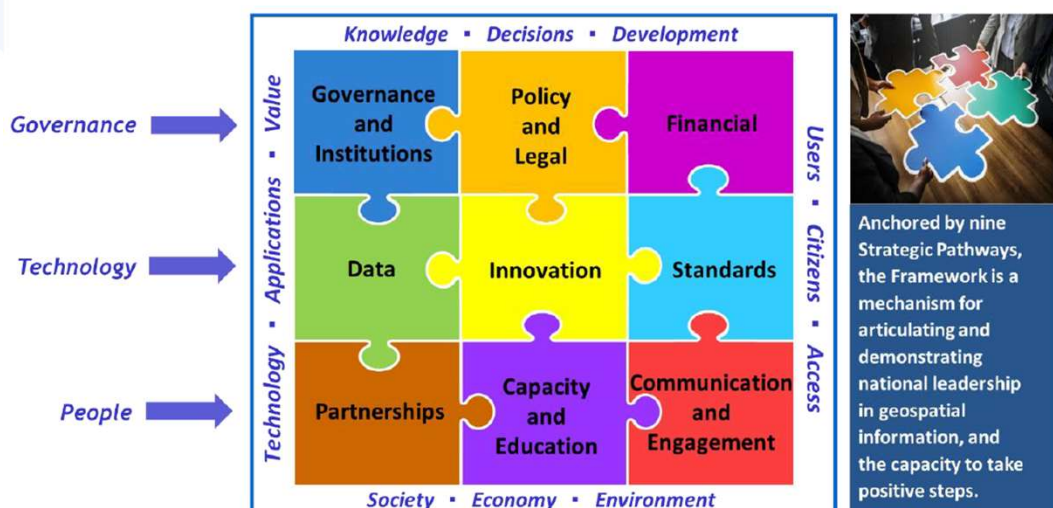 Knowledge ▪ Decisions ▪ Development
Governance
Technology
People
Technology ▪ Applications ▪ Value
Governance
and
Institutions
Policy
and
Legal
Financial
Data
Innovation
Standards
Partnerships
Capacity
and
Education
Communication
and
Engagement
Users ▪ Citizens ▪ Access
Society ▪ Economy ▪ Environment
Anchored by nine
Strategic Pathways,
the Framework is a
mechanism for
articulating and
demonstrating
national leadership
in geospatial
information, and
the capacity to take
positive steps.